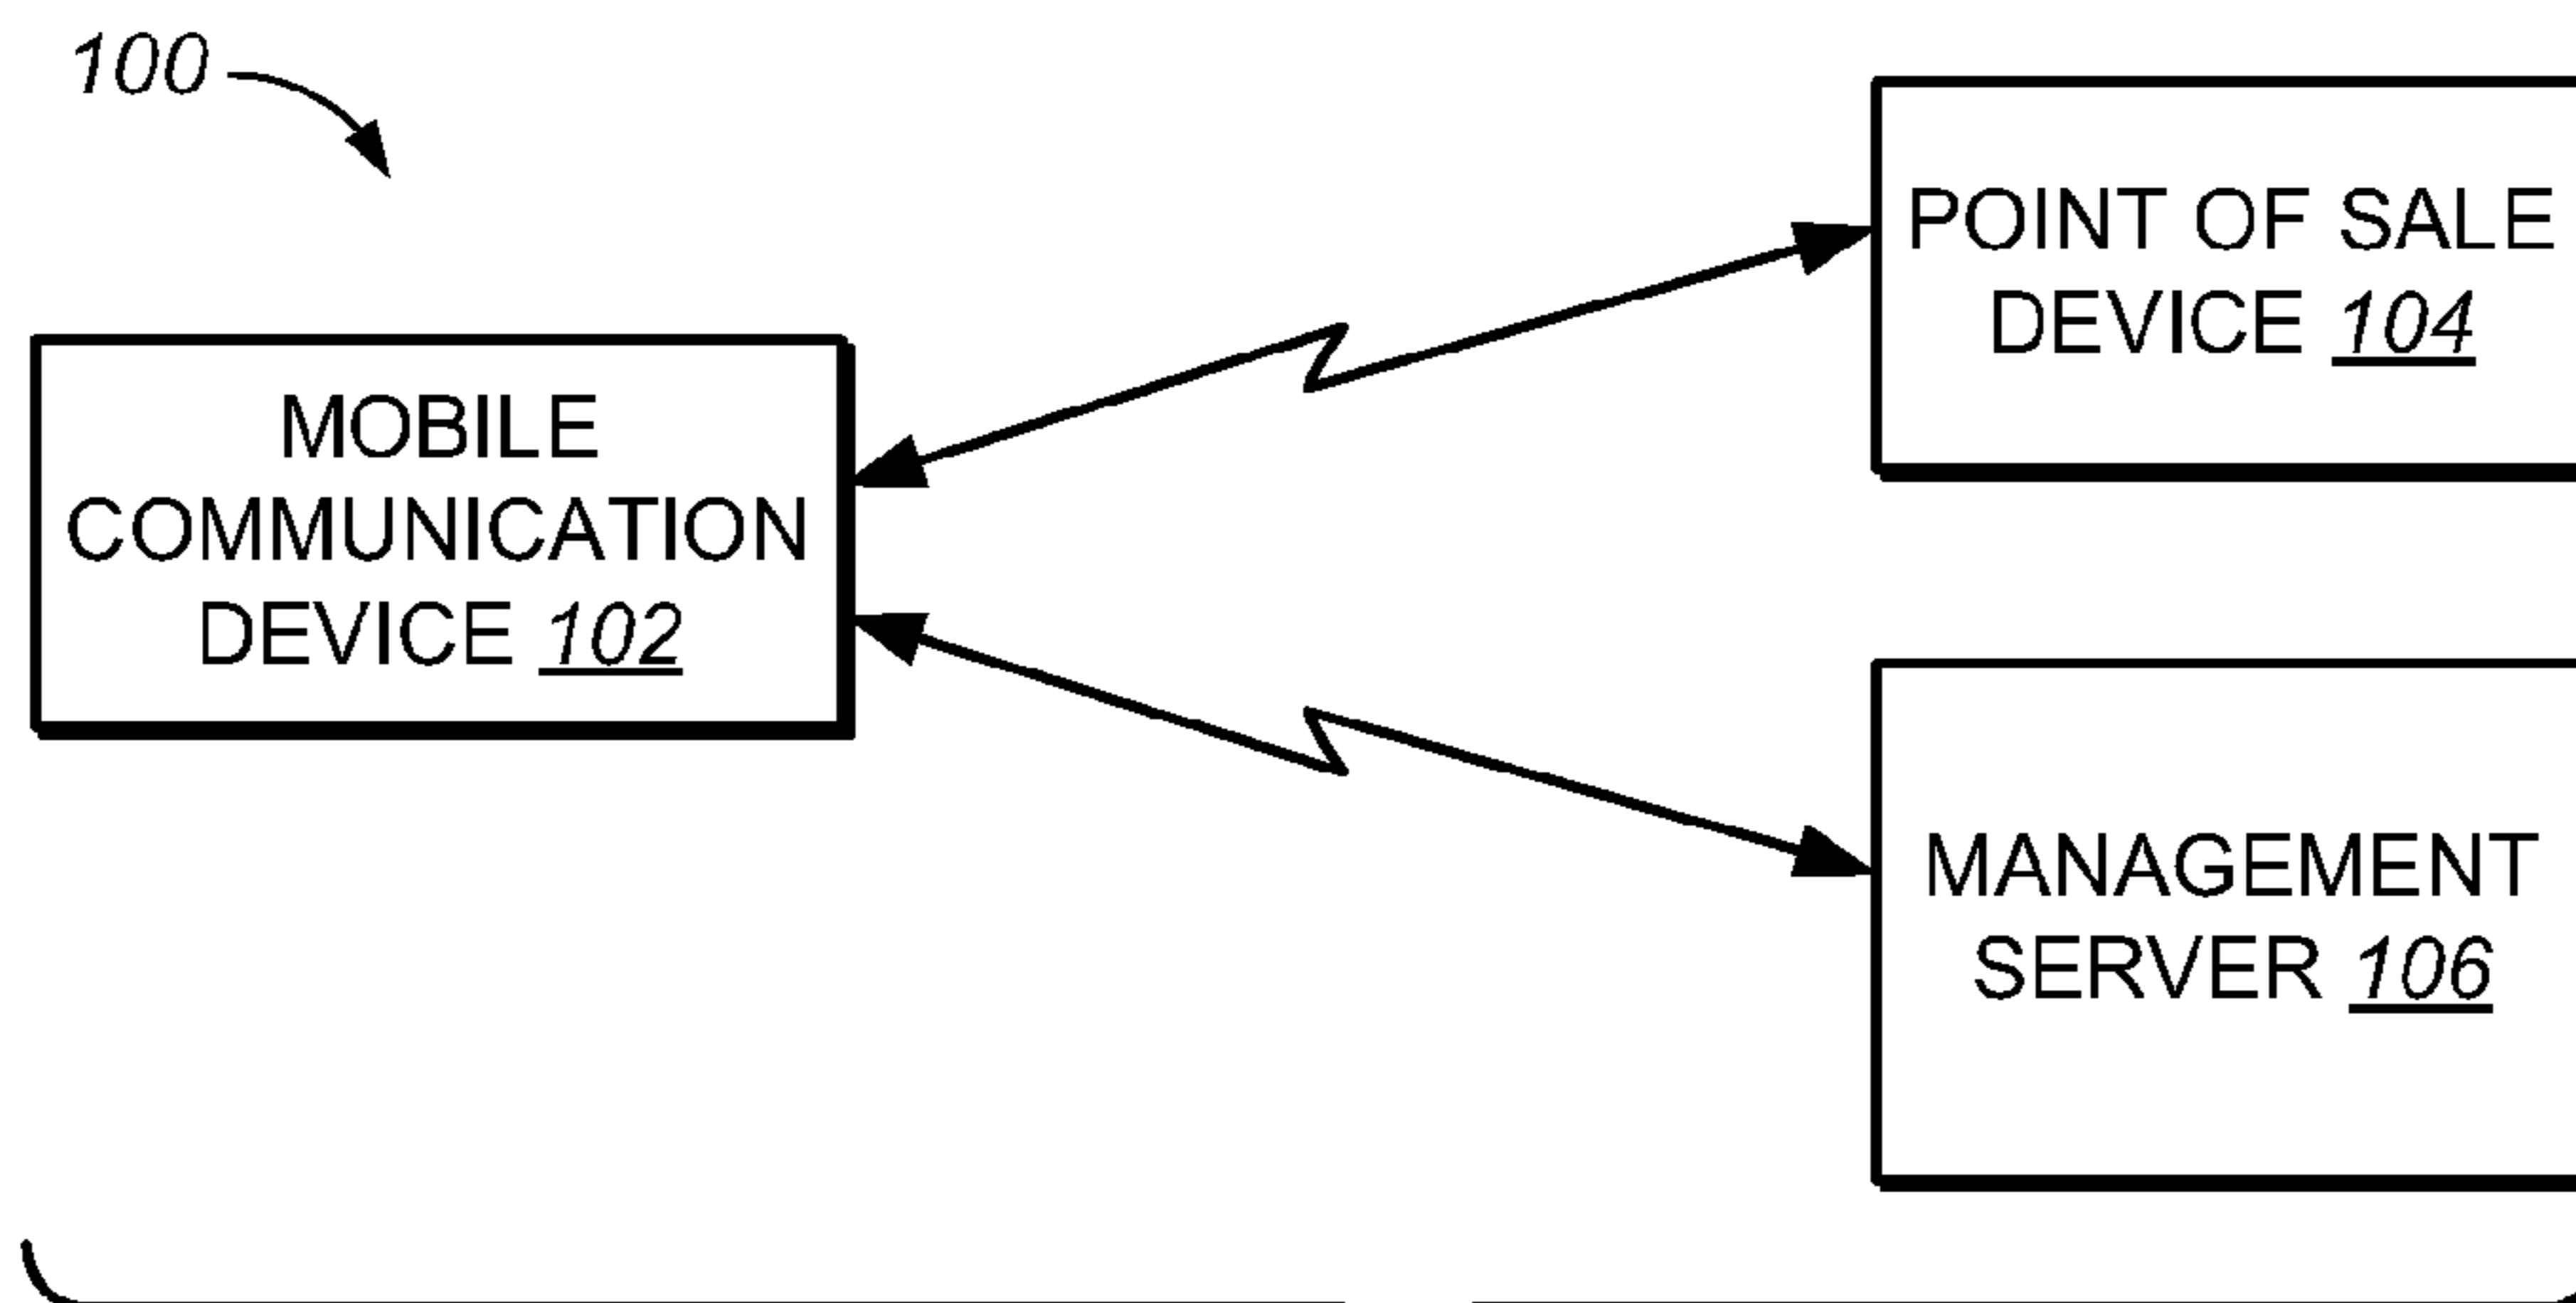 100
POINT OF SALE
DEVICE 104
MOBILE
COMMUNICATION
DEVICE 102
MANAGEMENT
SERVER 106